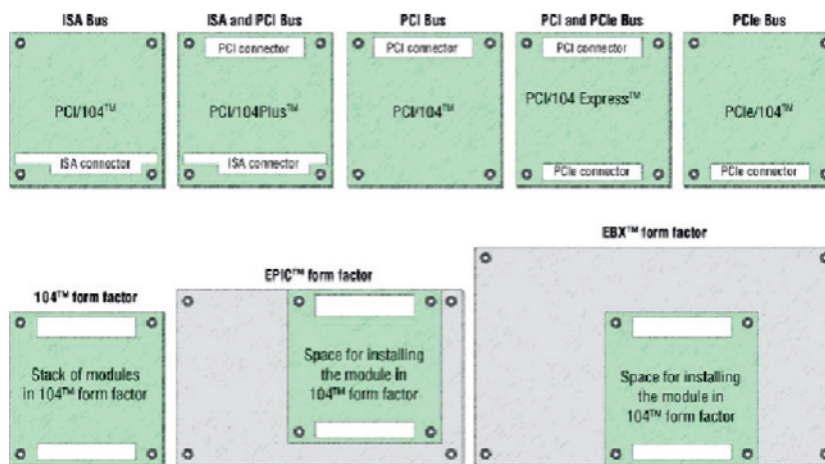 ISA Bus
ISA and PCI Bus
PCI Bus
PCI and PCIe Bus
PCIe Bus
PCI connector
PCI connector
PCI connector
PCI/104™
PCI/104Plus™
PCI/104™
PCI/104 Express™
PCIe/104™
ISA connector
ISA connector
PCIe connector
PCIe connector
EBX™ form factor
EPIC™ form factor
104™ form factor
Stack of modules
in 104™ form factor
Space for installing
the module in
104™ form factor
Space for installing
the module in
104™ form factor